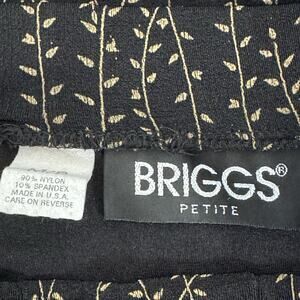 90% NYLON
10% SPANDEX
MADE IN U.S.A.
CARE ON REVERSE
BRIGGS®
PETITE